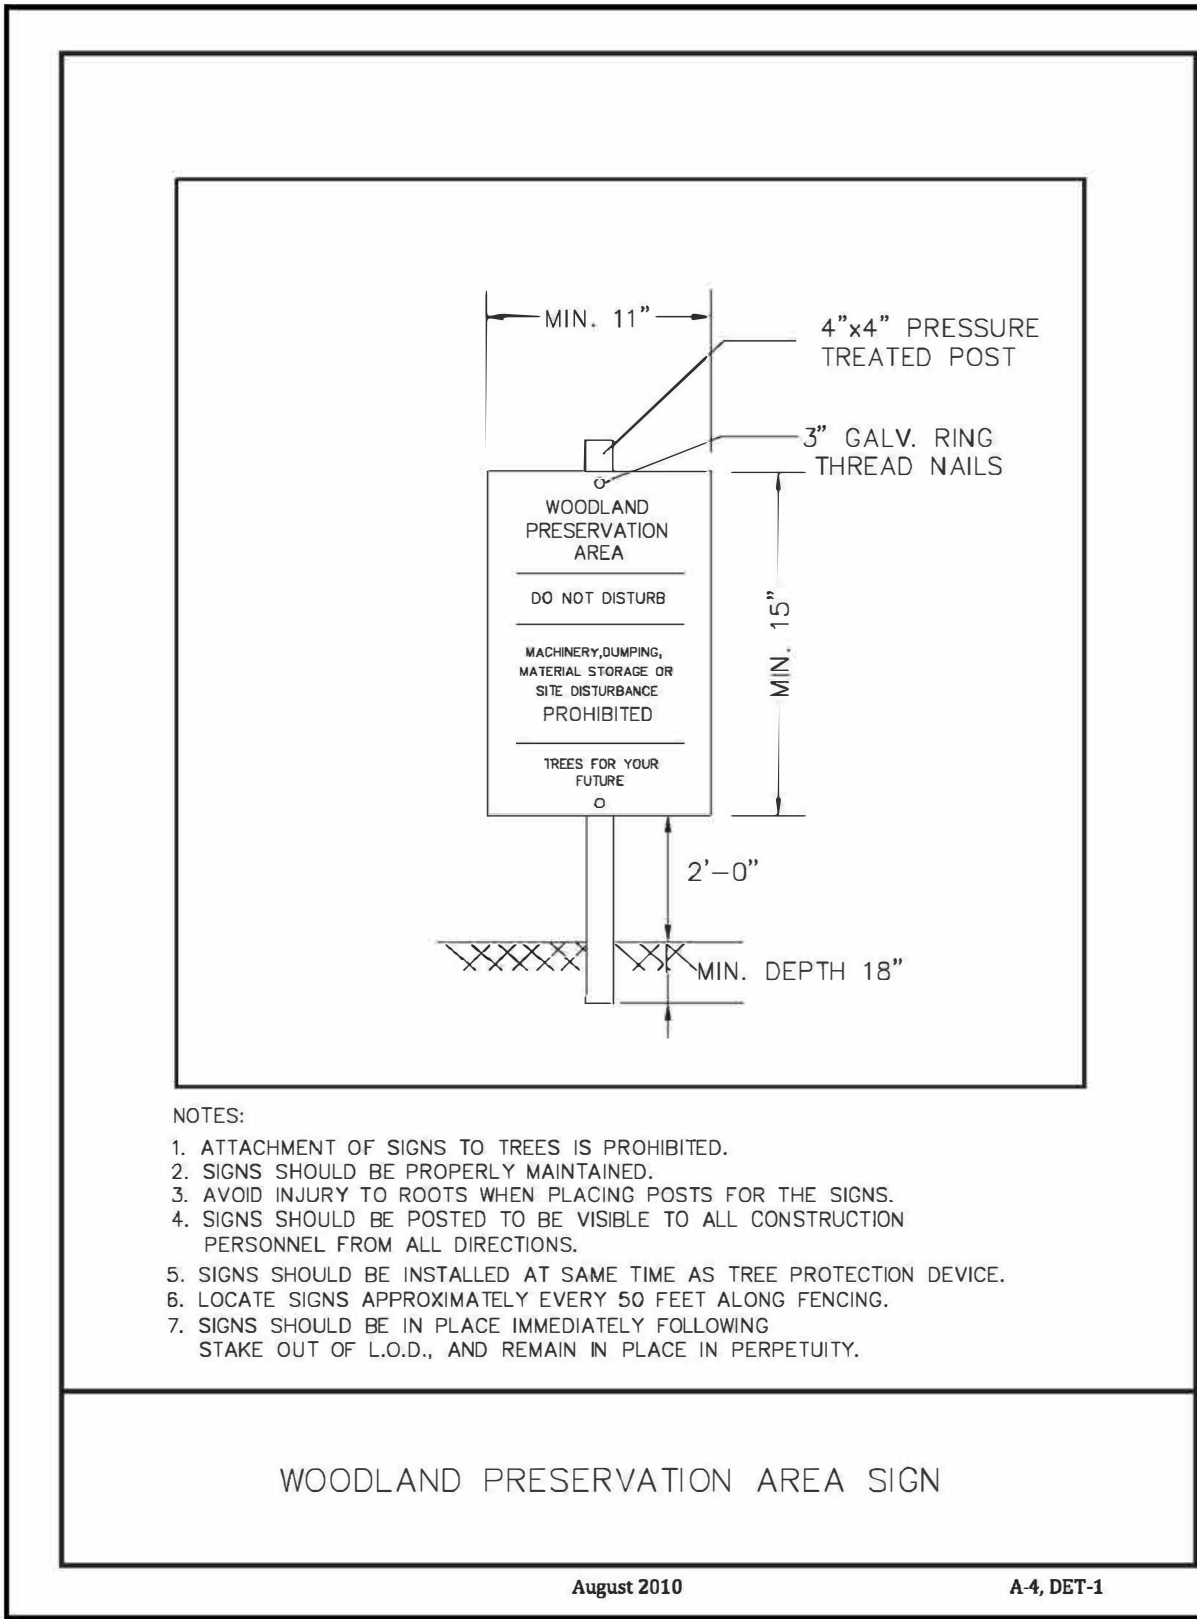 MIN. 11"
4"x4" PRESSURE
TREATED POST
3" GALV. RING
THREAD NAILS
WOODLAND
PRESERVATION
AREA
DO NOT DISTURB
MACHINERY,DUMPING,
MATERIAL STORAGE OR
SITE DISTURBANCE
PROHIBITED
TREES FOR YOUR
FUTURE
MIN. 15"
2'-0"
MIN. DEPTH 18"
NOTES:
1. ATTACHMENT OF SIGNS TO TREES IS PROHIBITED.
2. SIGNS SHOULD BE PROPERLY MAINTAINED.
3. AVOID INJURY TO ROOTS WHEN PLACING POSTS FOR THE SIGNS.
4. SIGNS SHOULD BE POSTED TO BE VISIBLE TO ALL CONSTRUCTION
PERSONNEL FROM ALL DIRECTIONS.
5. SIGNS SHOULD BE INSTALLED AT SAME TIME AS TREE PROTECTION DEVICE.
6. LOCATE SIGNS APPROXIMATELY EVERY 50 FEET ALONG FENCING.
7. SIGNS SHOULD BE IN PLACE IMMEDIATELY FOLLOWING
STAKE OUT OF L.O.D., AND REMAIN IN PLACE IN PERPETUITY.
WOODLAND PRESERVATION AREA SIGN
August 2010
A-4, DET-1